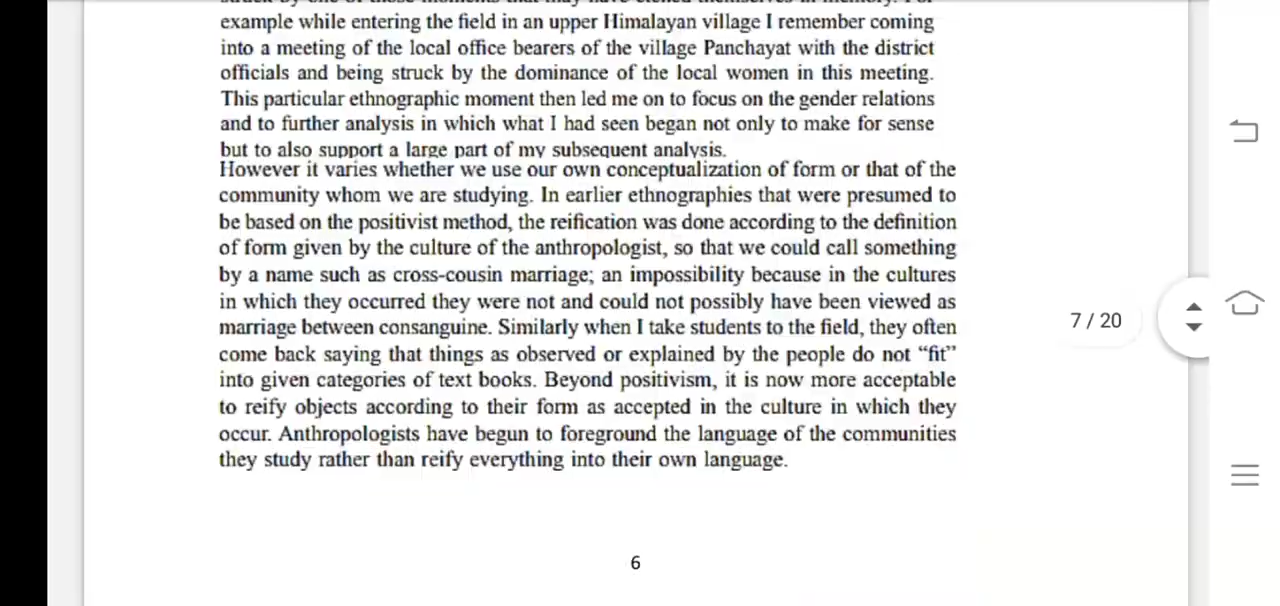 example while entering the field in an upper Himalayan village I remember coming
into a meeting of the local office bearers of the village Panchayat with the district
officials and being struck by the dominance of the local women in this meeting.
This particular ethnographic moment then led me on to focus on the gender relations
and to further analysis in which what I had seen began not only to make for sense
but to also support a large part of my subsequent analysis.
However it varies whether we use our own conceptualization of form or that of the
community whom we are studying. In earlier ethnographies that were presumed to
be based on the positivist method, the reification was done according to the definition
of form given by the culture of the anthropologist, so that we could call something
by a name such as cross-cousin marriage; an impossibility because in the cultures
in which they occurred they were not and could not possibly have been viewed as
marriage between consanguine. Similarly when I take students to the field, they often
come back saying that things as observed or explained by the people do not “fit”
into given categories of text books. Beyond positivism, it is now more acceptable
to reify objects according to their form as accepted in the culture in which they
occur. Anthropologists have begun to foreground the language of the communities
they study rather than reify everything into their own language.
7 / 20
6